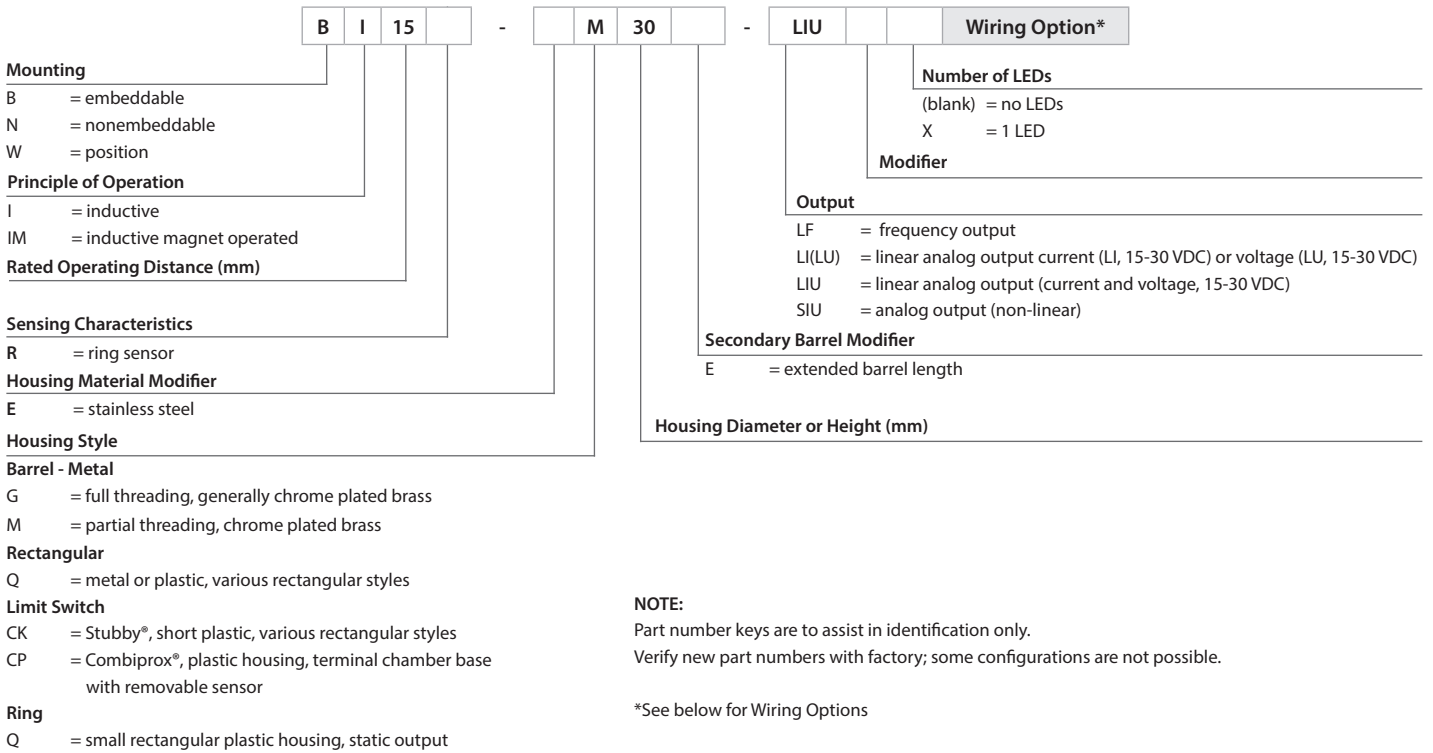 B I 15 - M 30 - LIU Wiring Option*
Mounting
B = embeddable
N = nonembeddable
W = position
Principle of Operation
I = inductive
IM = inductive magnet operated
Rated Operating Distance (mm)
Sensing Characteristics
R = ring sensor
Housing Material Modifier
E = stainless steel
Housing Style
Barrel - Metal
G = full threading, generally chrome plated brass
M = partial threading, chrome plated brass
Rectangular
Q = metal or plastic, various rectangular styles
Limit Switch
CK = Stubby®, short plastic, various rectangular styles
CP = Combiprox®, plastic housing, terminal chamber base
with removable sensor
Ring
Q = small rectangular plastic housing, static output
Number of LEDs
(blank) = no LEDs
X = 1 LED
Modifier
Output
LF = frequency output
LI(LU) = linear analog output current (LI, 15-30 VDC) or voltage (LU, 15-30 VDC)
LIU = linear analog output (current and voltage, 15-30 VDC)
SIU = analog output (non-linear)
Secondary Barrel Modifier
E = extended barrel length
Housing Diameter or Height (mm)
NOTE:
Part number keys are to assist in identification only.
Verify new part numbers with factory; some configurations are not possible.
*See below for Wiring Options